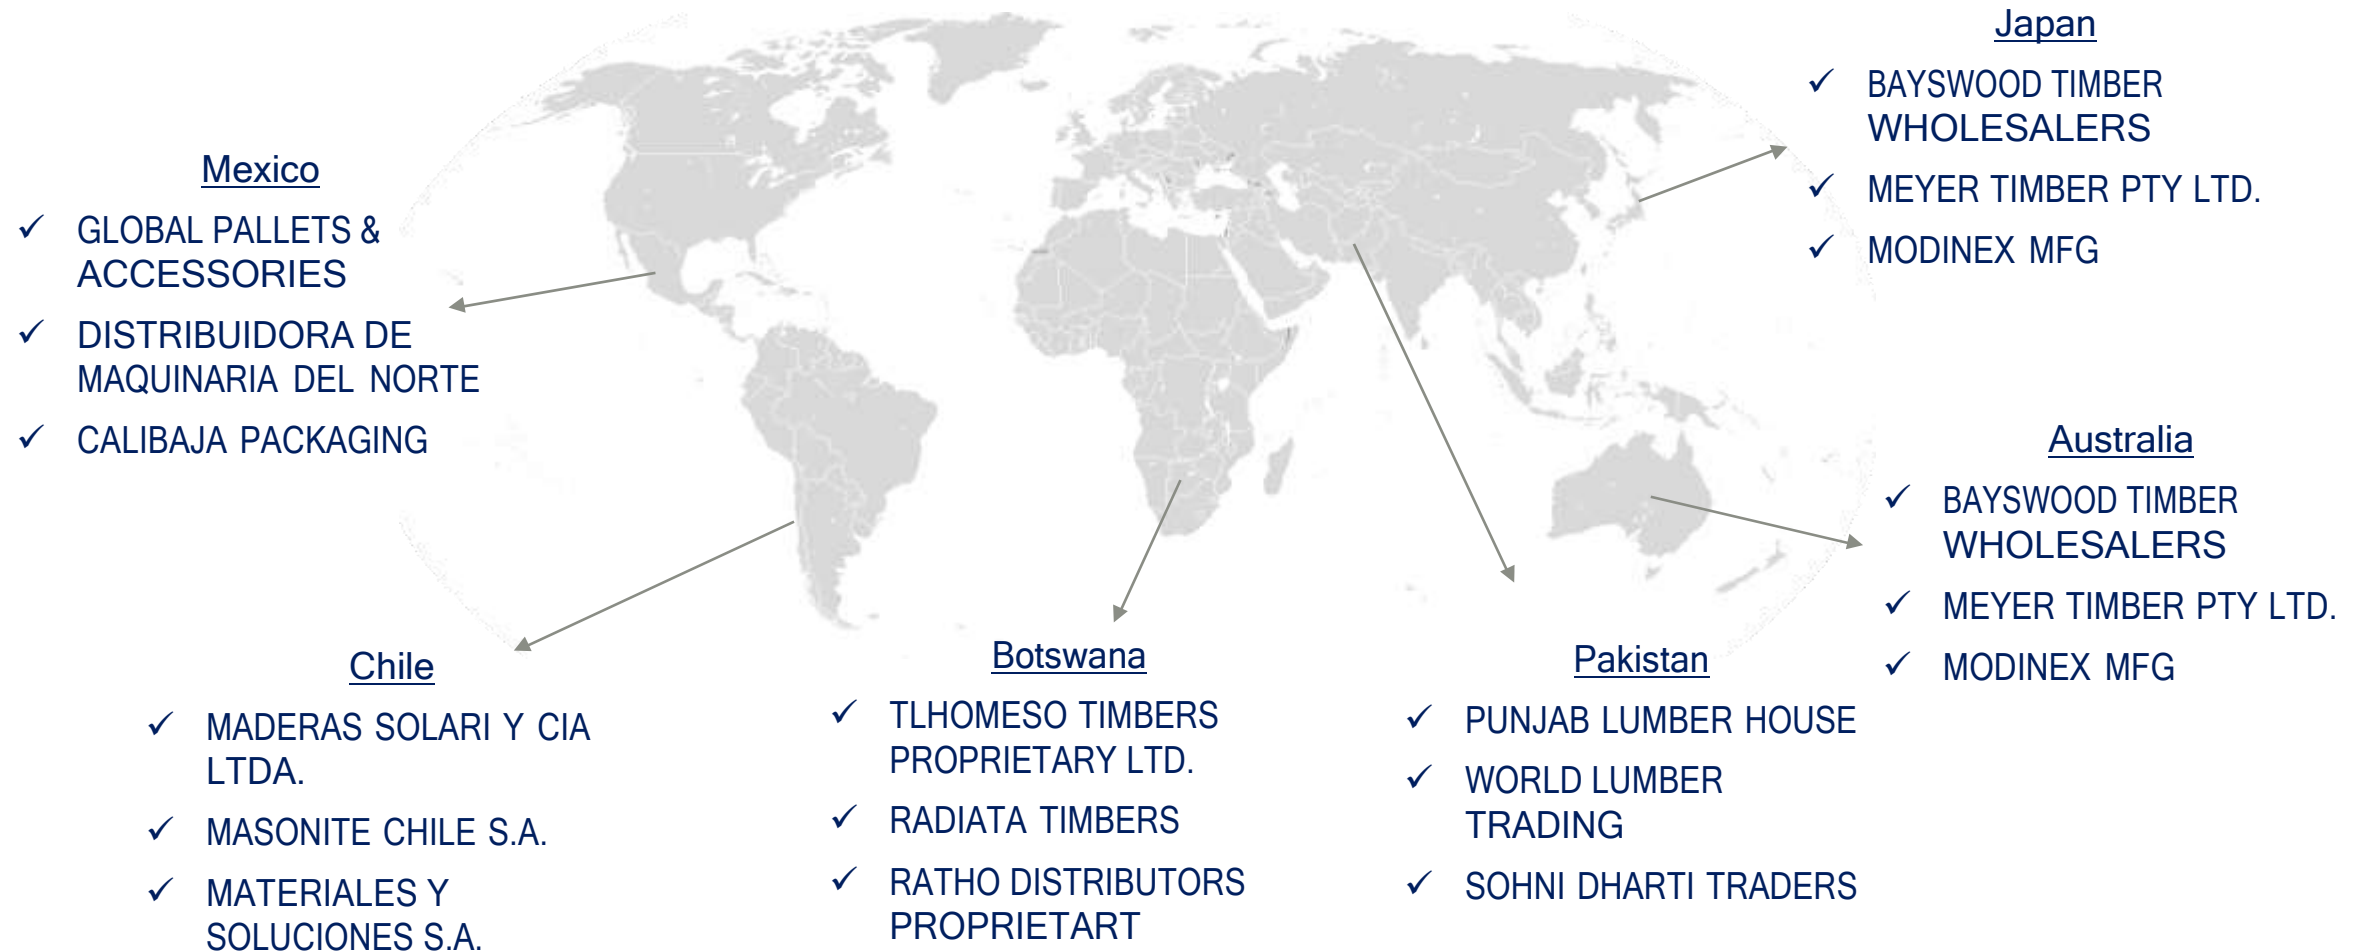 Japan
BAYSWOOD TIMBER
WHOLESALERS
MEYER TIMBER PTY LTD.
MODINEX MFG
Mexico
GLOBAL PALLETS &
ACCESSORIES
DISTRIBUIDORA DE
MAQUINARIA DEL NORTE
CALIBAJA PACKAGING
Australia
BAYSWOOD TIMBER
WHOLESALERS
MEYER TIMBER PTY LTD.
MODINEX MFG
Chile
MADERAS SOLARI Y CIA
LTDA.
MASONITE CHILE S.A.
MATERIALES Y
SOLUCIONES S.A.
Botswana
TLHOMESO TIMBERS
PROPRIETARY LTD.
RADIATA TIMBERS
RATHO DISTRIBUTORS
PROPRIETART
Pakistan
PUNJAB LUMBER HOUSE
WORLD LUMBER
TRADING
SOHNI DHARTI TRADERS